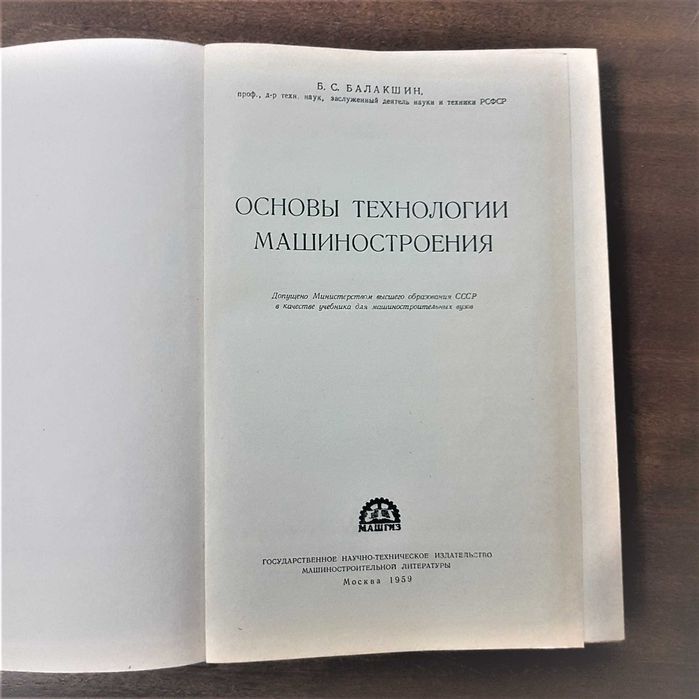 Б. С. БАЛАКШИН,
проф., д-р техн. наук, заслуженный деятель науки и техники РСФСР
ОСНОВЫ ТЕХНОЛОГИИ
МАШИНОСТРОЕНИЯ
Допущено Министерством высшего образования СССР
в качестве учебника для машиностроительных вузов
МАШГИЗ
ГОСУДАРСТВЕННОЕ НАУЧНО-ТЕХНИЧЕСКОЕ ИЗДАТЕЛЬСТВО
МАШИНОСТРОИТЕЛЬНОЙ ЛИТЕРАТУРЫ
Москва 1959